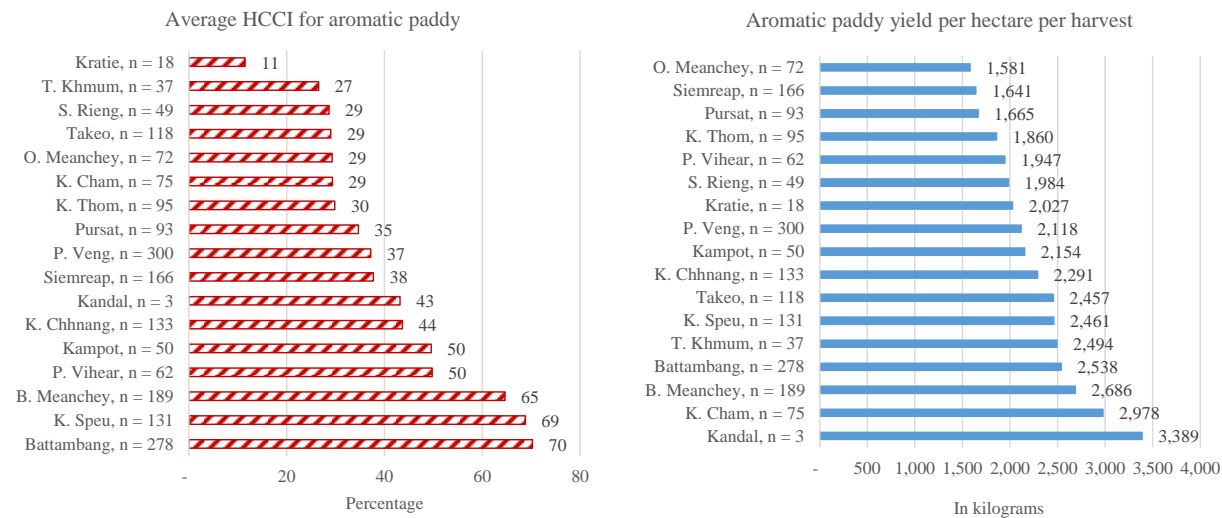 Average HCCI for aromatic paddy
Kratie, n = 18 11
T. Khmum, n = 37 27
S. Rieng, n = 49 29
Takeo, n = 118 29
O. Meanchey, n = 72 29
K. Cham, n = 75 29
K. Thom, n = 95 30
Pursat, n = 93 35
P. Veng, n = 300 37
Siemreap, n = 166 38
Kandal, n = 3 43
K. Chhnang, n = 133 44
Kampot, n = 50 50
P. Vihear, n = 62 50
B. Meanchey, n = 189 65
K. Speu, n = 131 69
Battambang, n = 278 70
- 20 40 60 80
Percentage
Aromatic paddy yield per hectare per harvest
O. Meanchey, n = 72 1,581
Siemreap, n = 166 1,641
Pursat, n = 93 1,665
K. Thom, n = 95 1,860
P. Vihear, n = 62 1,947
S. Rieng, n = 49 1,984
Kratie, n = 18 2,027
P. Veng, n = 300 2,118
Kampot, n = 50 2,154
K. Chhnang, n = 133 2,291
Takeo, n = 118 2,457
K. Speu, n = 131 2,461
T. Khmum, n = 37 2,494
Battambang, n = 278 2,538
B. Meanchey, n = 189 2,686
K. Cham, n = 75 2,978
Kandal, n = 3 3,389
- 500 1,000 1,500 2,000 2,500 3,000 3,500 4,000
In kilograms